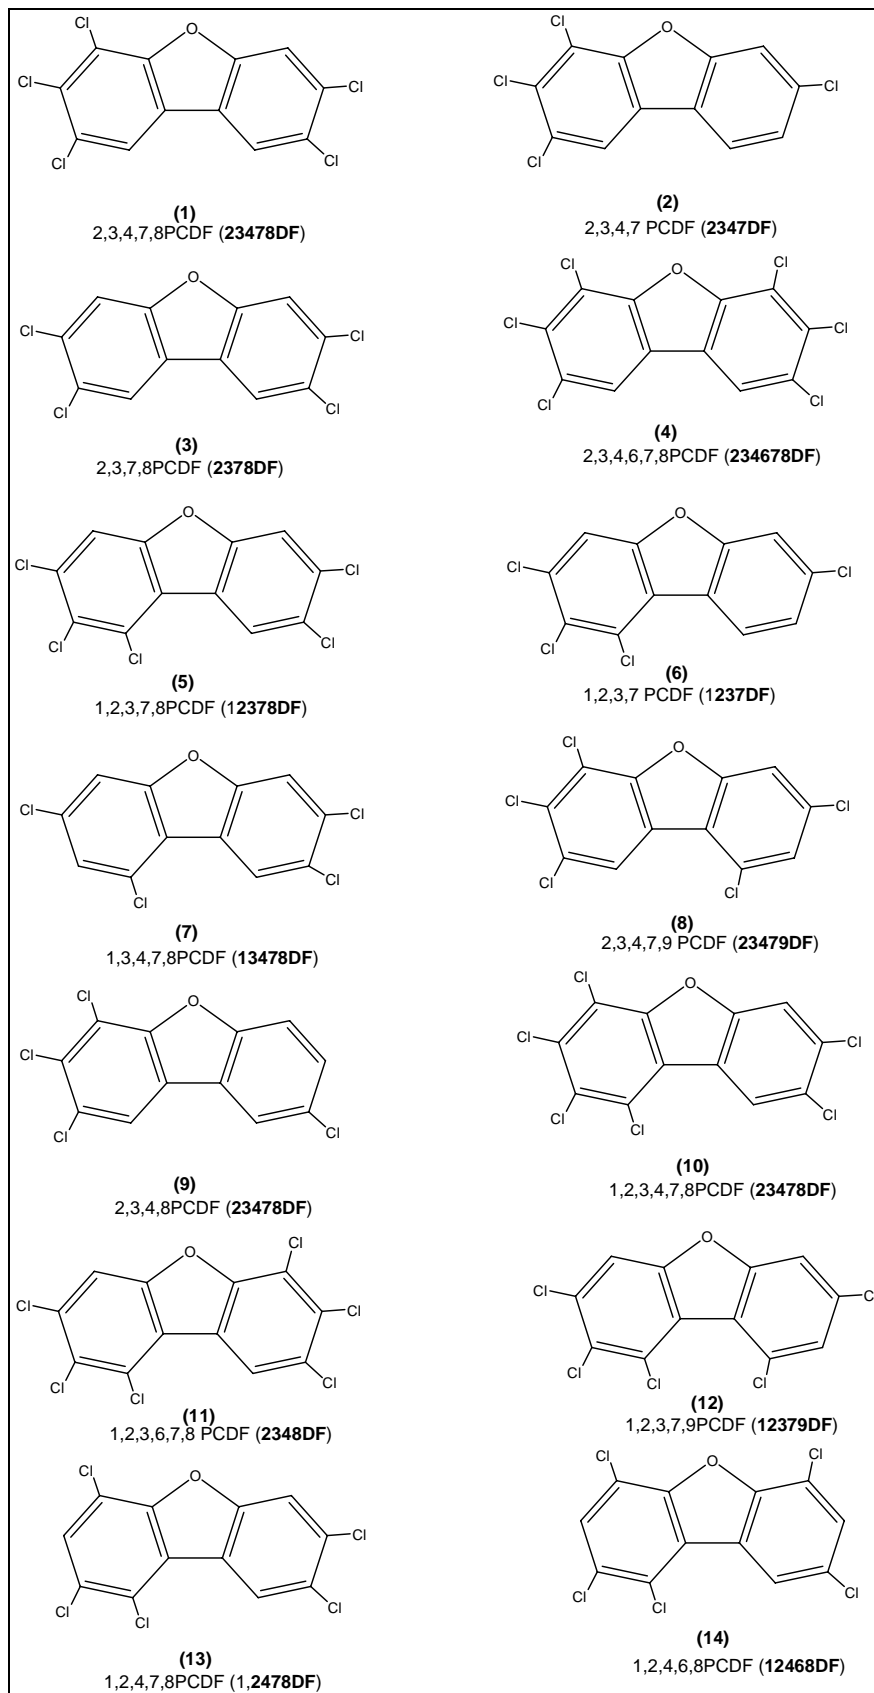 Cl
Cl
O
Cl
Cl
Cl
(1)
2,3,4,7,8PCDF (23478DF)
Cl
Cl
O
Cl
Cl
(2)
2,3,4,7 PCDF (2347DF)
O
Cl
Cl
Cl
Cl
(3)
2,3,7,8PCDF (2378DF)
Cl
O
Cl
Cl
Cl
Cl
Cl
(4)
2,3,4,6,7,8PCDF (234678DF)
O
Cl
Cl
Cl
Cl
Cl
(5)
1,2,3,7,8PCDF (12378DF)
O
Cl
Cl
Cl
Cl
(6)
1,2,3,7 PCDF (1237DF)
O
Cl
Cl
Cl
Cl
(7)
1,3,4,7,8PCDF (13478DF)
Cl
O
Cl
Cl
Cl
Cl
(8)
2,3,4,7,9 PCDF (23479DF)
Cl
O
Cl
Cl
Cl
(9)
2,3,4,8PCDF (23478DF)
Cl
O
Cl
Cl
Cl
Cl
Cl
(10)
1,2,3,4,7,8PCDF (23478DF)
O
Cl
Cl
Cl
Cl
Cl
Cl
(11)
1,2,3,6,7,8 PCDF (2348DF)
O
Cl
Cl
Cl
Cl
Cl
(12)
1,2,3,7,9PCDF (12379DF)
Cl
O
Cl
Cl
Cl
Cl
(13)
1,2,4,7,8PCDF (1,2478DF)
Cl
O
Cl
Cl
Cl
Cl
(14)
1,2,4,6,8PCDF (12468DF)